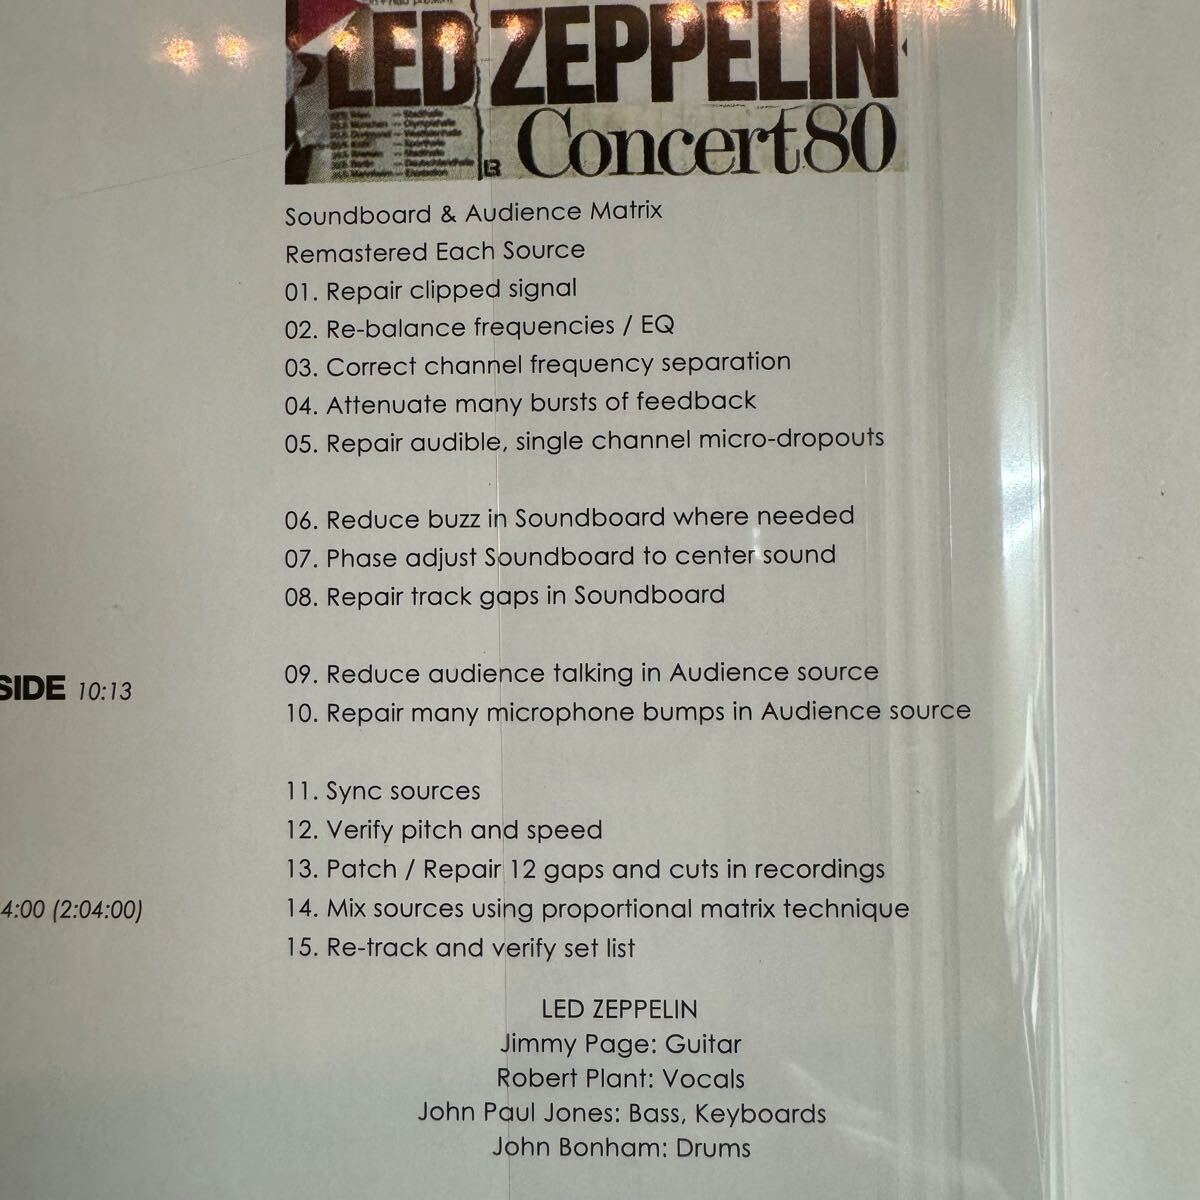 LED ZEPPELIN
Concert80
Soundboard & Audience Matrix
Remastered Each Source
01. Repair clipped signal
02. Re-balance frequencies / EQ
03. Correct channel frequency separation
04. Attenuate many bursts of feedback
05. Repair audible, single channel micro-dropouts
06. Reduce buzz in Soundboard where needed
07. Phase adjust Soundboard to center sound
08. Repair track gaps in Soundboard
SIDE 10:13
09. Reduce audience talking in Audience source
10. Repair many microphone bumps in Audience source
11. Sync sources
12. Verify pitch and speed
13. Patch / Repair 12 gaps and cuts in recordings
4:00 (2:04:00)
14. Mix sources using proportional matrix technique
15. Re-track and verify set list
LED ZEPPELIN
Jimmy Page: Guitar
Robert Plant: Vocals
John Paul Jones: Bass, Keyboards
John Bonham: Drums